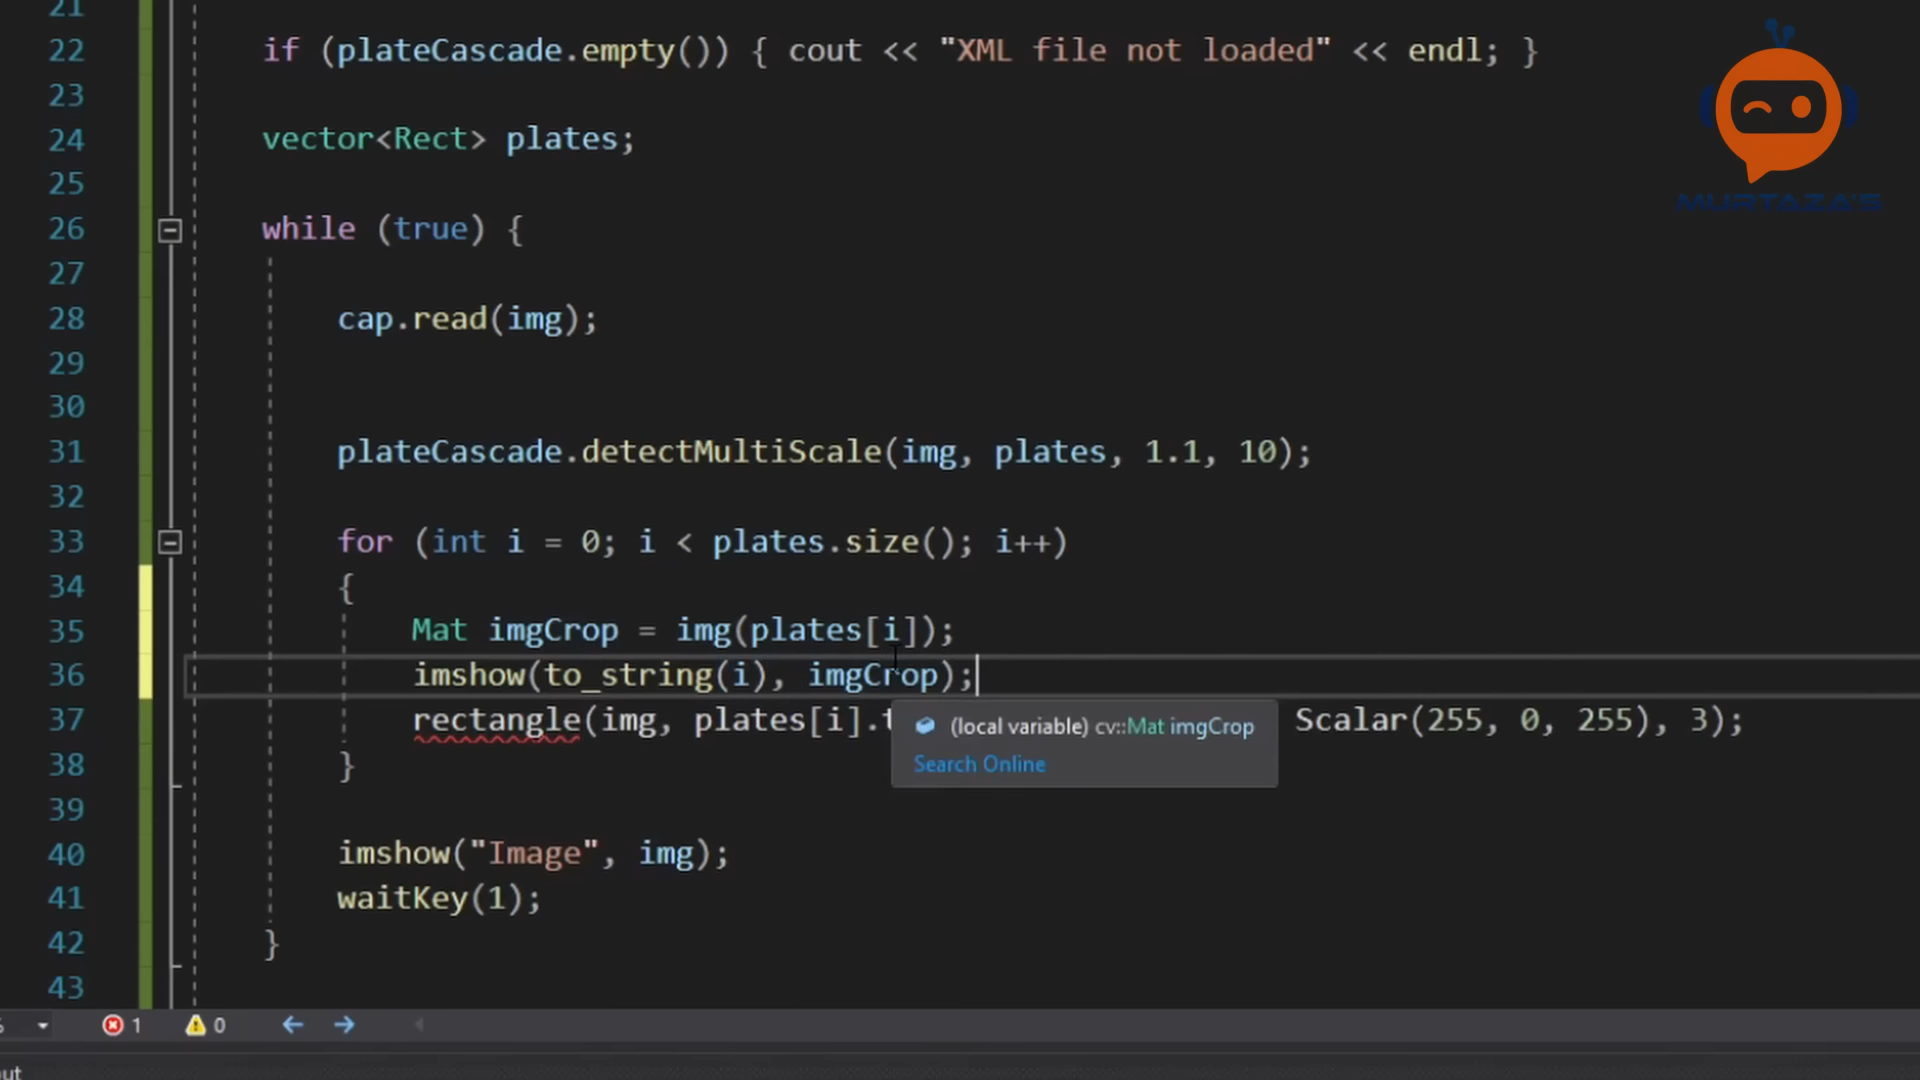 21
22 if (plateCascade.empty()) { cout << "XML file not loaded" << endl; }
23
24 vector<Rect> plates;
25
26 while (true) {
27
28 cap.read(img);
29
30
31 plateCascade.detectMultiScale(img, plates, 1.1, 10);
32
33 for (int i = 0; i < plates.size(); i++)
34 {
35 Mat imgCrop = img(plates[i]);
36 imshow(to_string(i), imgCrop);
37 rectangle(img, plates[i]. Scalar(255, 0, 255), 3);
(local variable) cv::Mat imgCrop
Search Online
38 }
39
40 imshow("Image", img);
41 waitKey(1);
42 }
43
1 0
MURTAZA'S